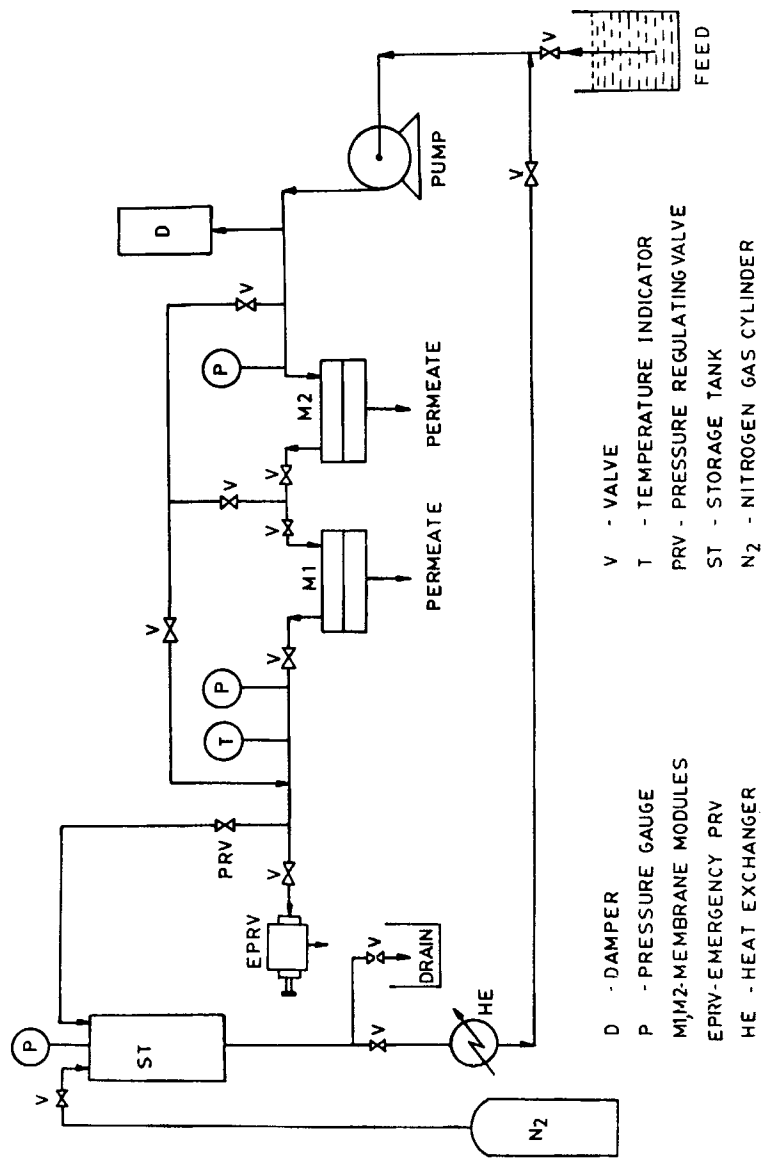 P
V
ST
V
D
P
T
P
PRV
V
V
EPRV
V
V
V
V
M1
M2
V
DRAIN
V
PERMEATE
PERMEATE
PUMP
HE
V
N₂
V
FEED
D - DAMPER
P - PRESSURE GAUGE
M1,M2-MEMBRANE MODULES
EPRV-EMERGENCY PRV
HE - HEAT EXCHANGER
V - VALVE
T - TEMPERATURE INDICATOR
PRV - PRESSURE REGULATING VALVE
ST - STORAGE TANK
N₂ - NITROGEN GAS CYLINDER